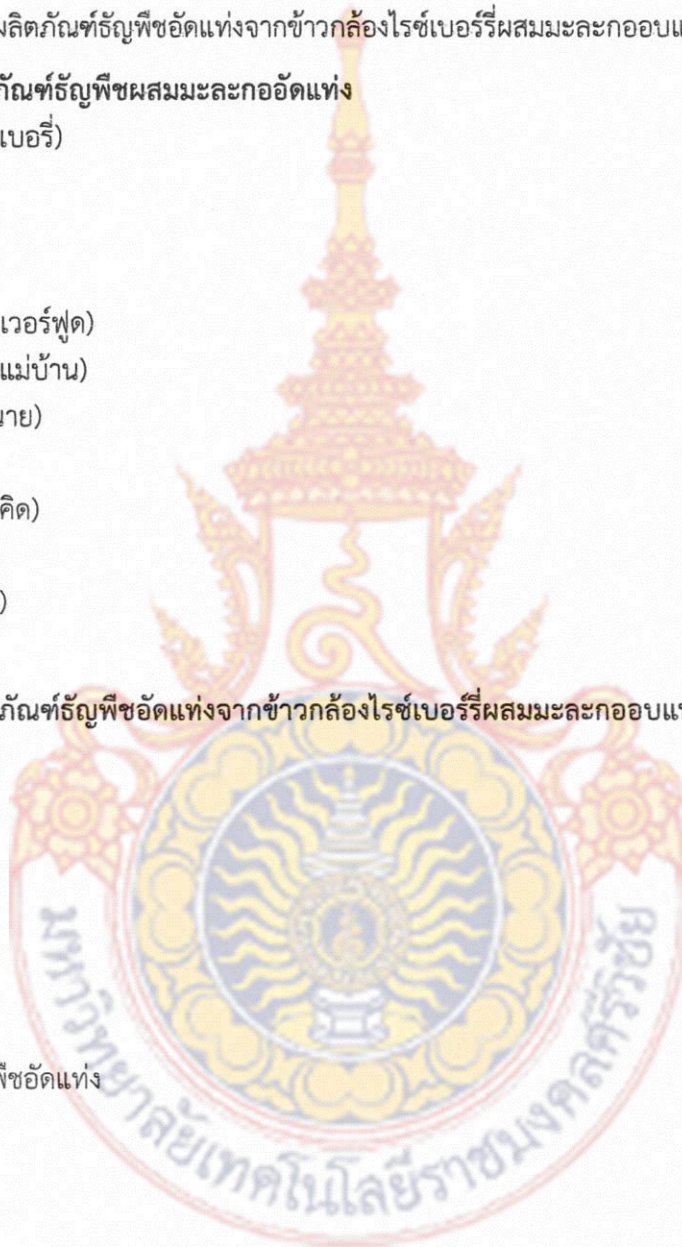 ผลิตภัณฑ์ธัญพืชอัดแท่งจากข้าวกล้องไรซ์เบอร์รี่ผสมมะละกออบแ
ภัณฑ์ธัญพืชผสมมะละกออัดแท่ง
เบอรี่)
เวอร์ฟูด)
แม่บ้าน)
นาย)
คิด)
)
ภัณฑ์ธัญพืชอัดแท่งจากข้าวกล้องไรซ์เบอร์รี่ผสมมะละกออบแ
พืชอัดแท่ง
มหาวิทยาลัยเทคโนโลยีราชมงคลศรีวิชัย